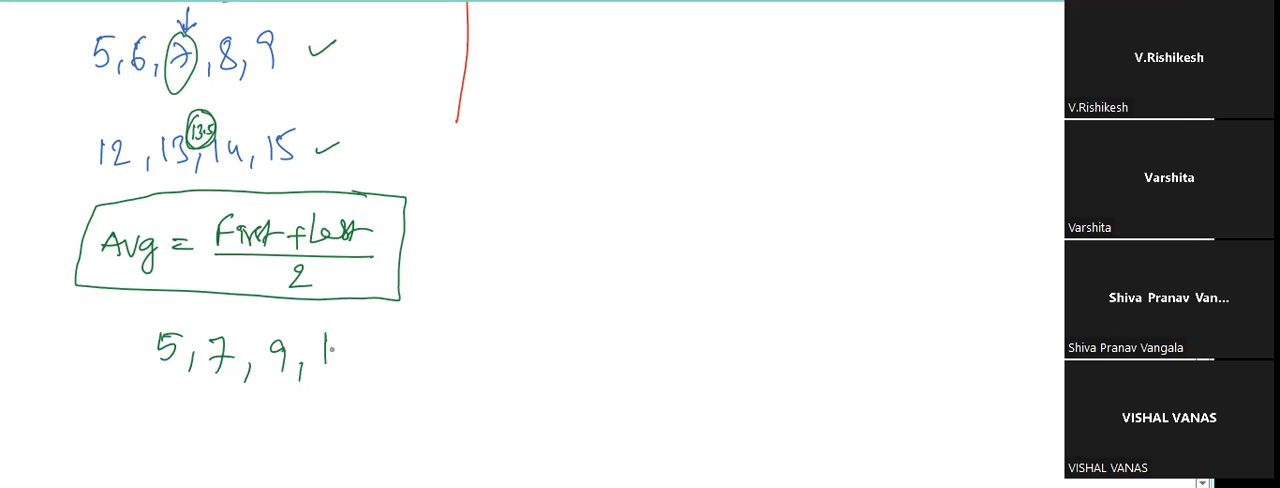 5, 6, 7, 8, 9 ✓
13.5
12, 13, 14, 15 ✓
Avg = First + Last
2
5, 7, 9, 1
V.Rishikesh
V.Rishikesh
Varshita
Varshita
Shiva Pranav Van...
Shiva Pranav Vangala
VISHAL VANAS
VISHAL VANAS